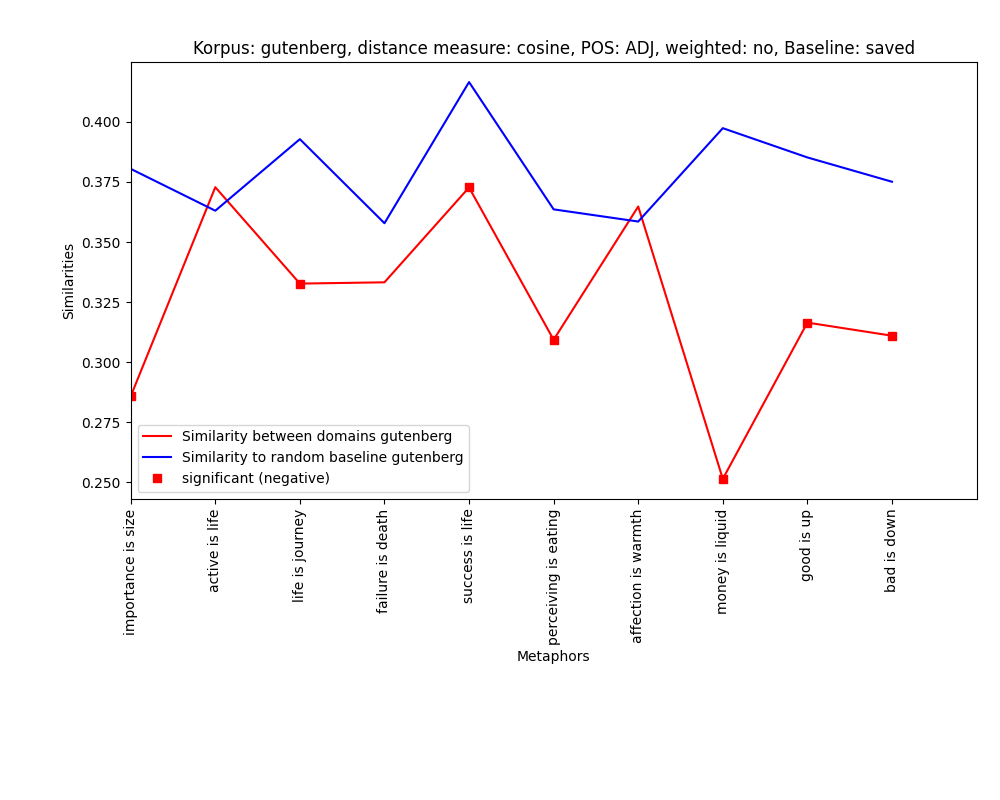 Korpus: gutenberg, distance measure: cosine, POS: ADJ, weighted: no, Baseline: saved
Similarities
0.400
0.375
0.350
0.325
0.300
0.275
0.250
Similarity between domains gutenberg
Similarity to random baseline gutenberg
significant (negative)
importance is size
active is life
life is journey
failure is death
success is life
perceiving is eating
affection is warmth
money is liquid
good is up
bad is down
Metaphors